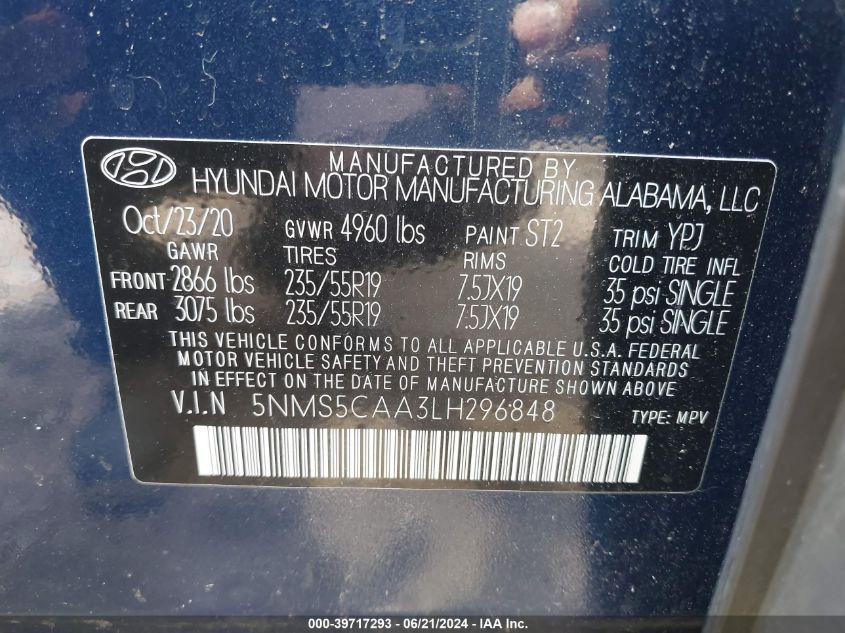 MANUFACTURED BY
HYUNDAI MOTOR MANUFACTURING ALABAMA, LLC
Oct/23/20 GVWR 4960 lbs PAINT ST2 TRIM YPJ
GAWR TIRES RIMS COLD TIRE INFL
FRONT 2866 lbs 235/55R19 7.5JX19 35 psi SINGLE
REAR 3075 lbs 235/55R19 7.5JX19 35 psi SINGLE
THIS VEHICLE CONFORMS TO ALL APPLICABLE U.S.A. FEDERAL
MOTOR VEHICLE SAFETY AND THEFT PREVENTION STANDARDS
IN EFFECT ON THE DATE OF MANUFACTURE SHOWN ABOVE
V.I.N 5NMS5CAA3LH296848 TYPE: MPV
000-39717293 - 06/21/2024 - IAA Inc.